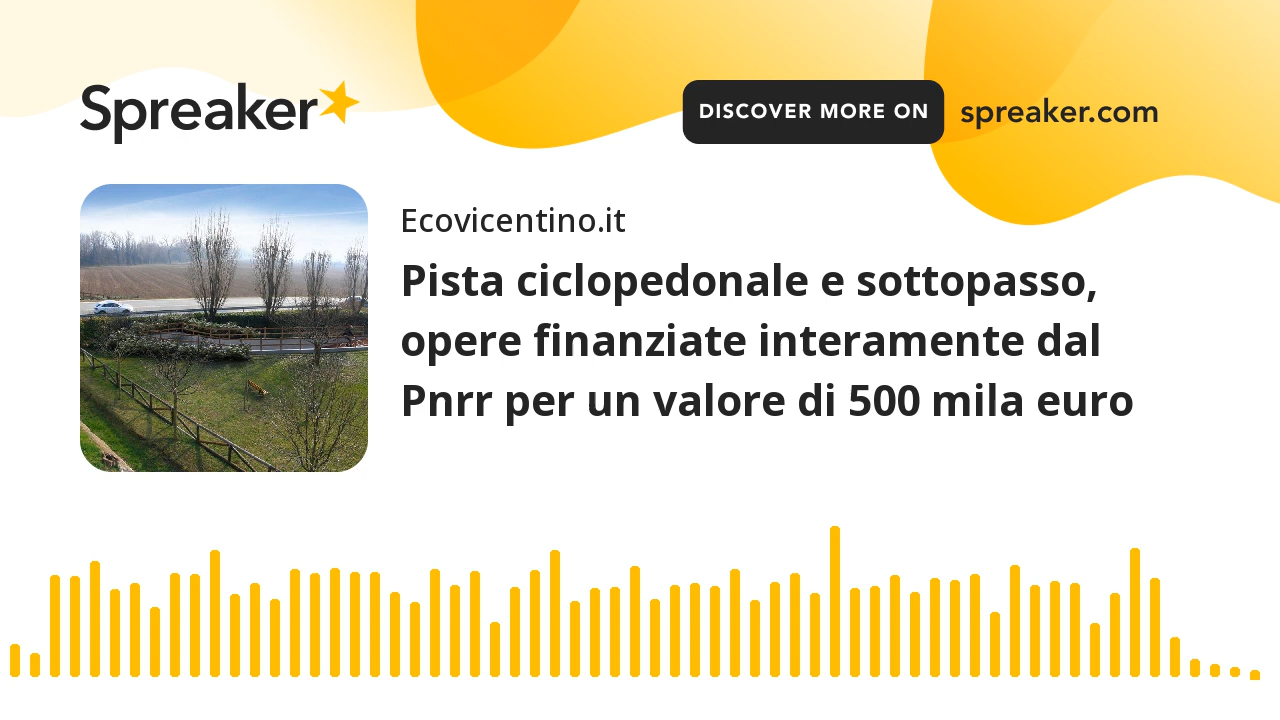 Spreaker
DISCOVER MORE ON spreaker.com
Ecovicentino.it
Pista ciclopedonale e sottopasso,
opere finanziate interamente dal
Pnrr per un valore di 500 mila euro